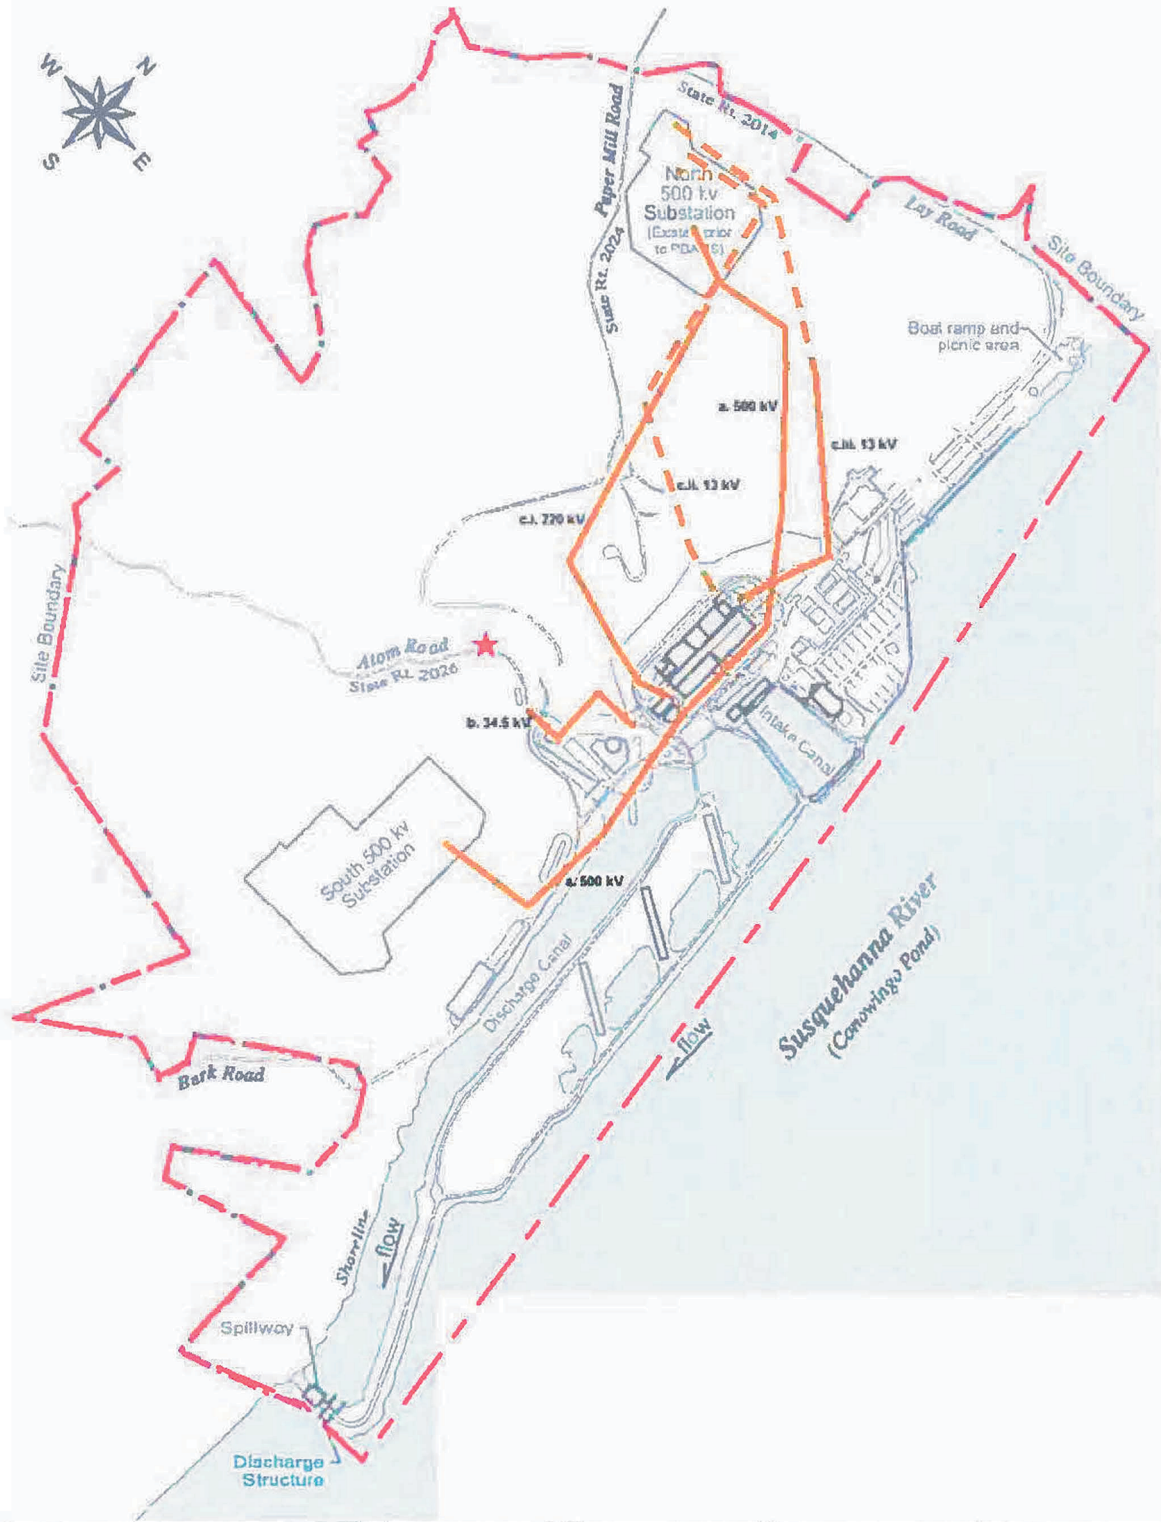 W
N
S
E
Paper Mill Road
State Rt. 2024
State Rt. 2014
North
500 kv
Substation
(Existed prior
to
Lay Road
Site Boundary
Boat ramp and
picnic area
a. 500 kV
c.iii. 13 kV
c.ii. 13 kV
c.i. 220 kV
Site Boundary
Atom Road
State Rt. 2026
b. 34.5 kV
Intake Canal
South 500 kv
Substation
a. 500 kV
Discharge Canal
Susquehanna River
(Conowingo Pond)
flow
Bark Road
Shoreline
flow
Spillway
Discharge
Structure